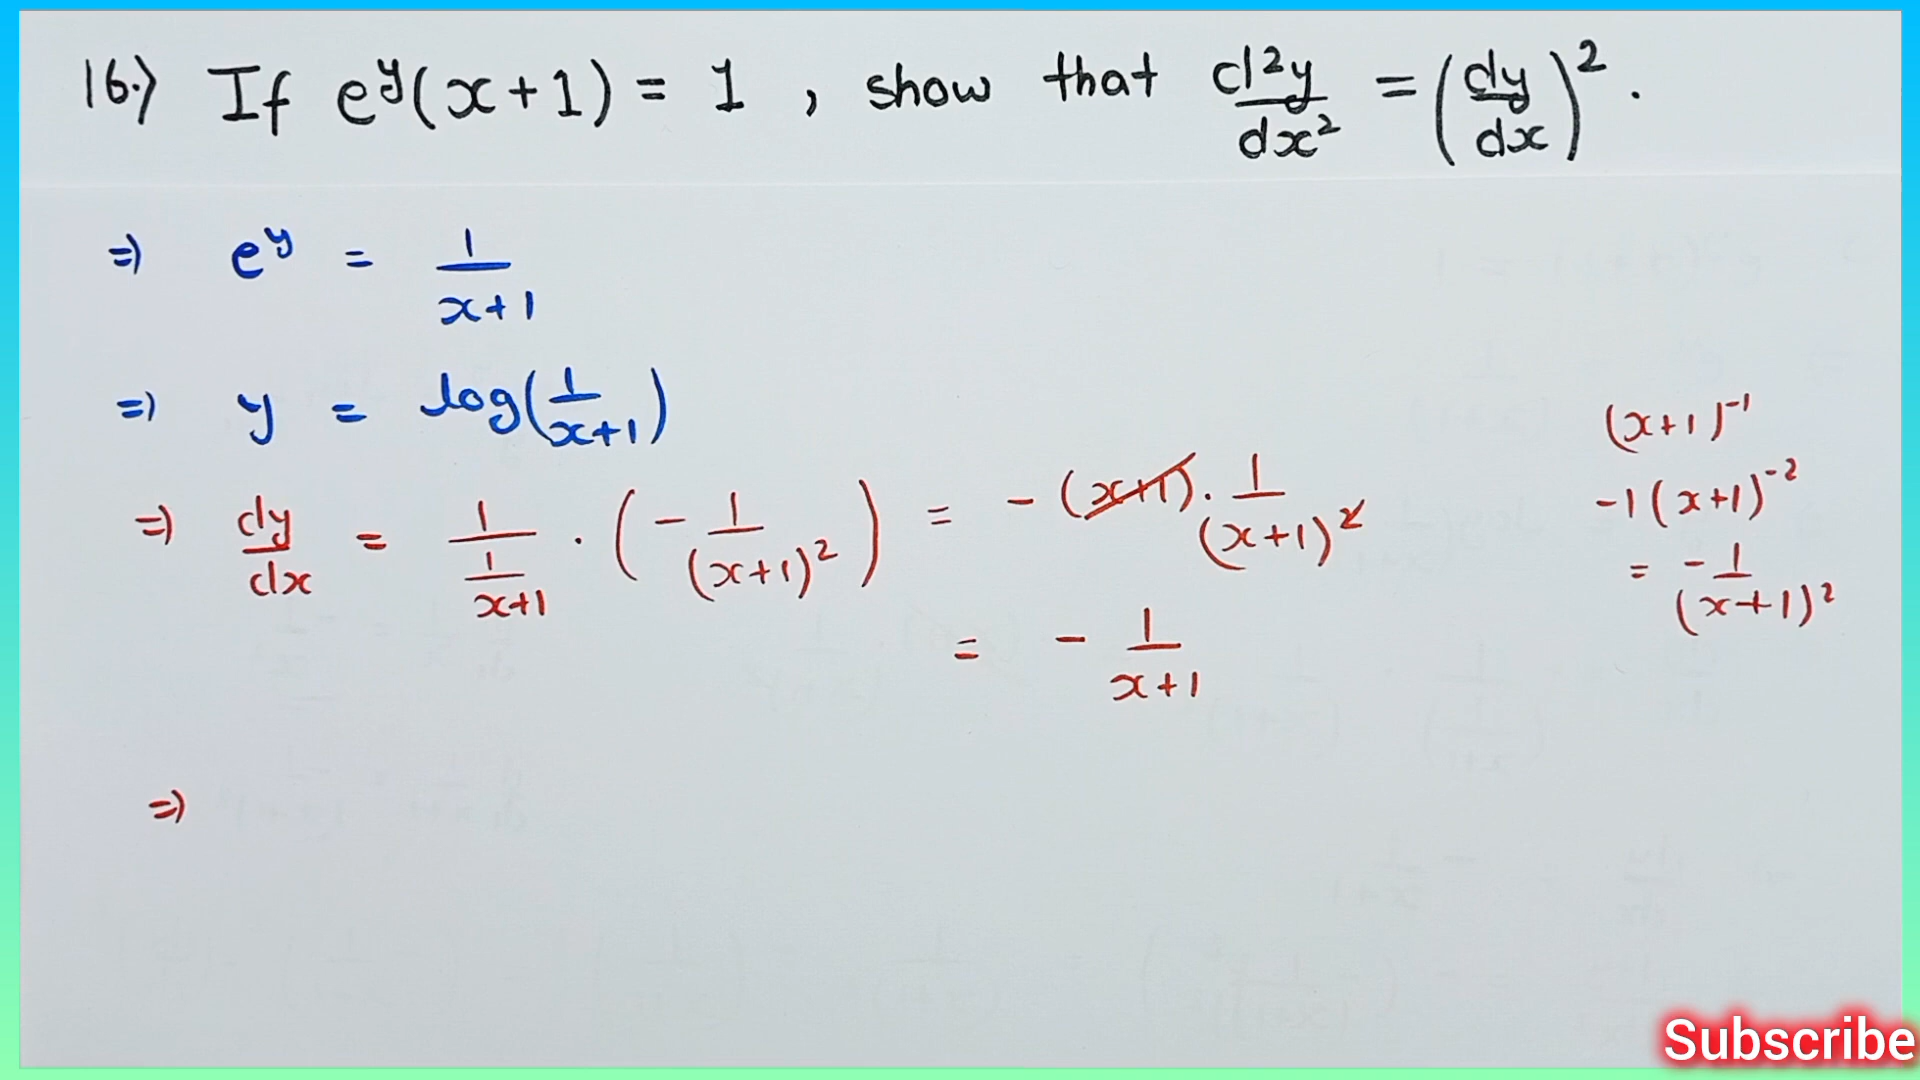 16.) If e^y(x+1) = 1 , show that d²y/dx² = (dy/dx)² .
⇒ e^y = 1/(x+1)
⇒ y = log(1/(x+1))
⇒ dy/dx = 1/(1/(x+1)) · (-1/(x+1)²) = -(x+1) · 1/(x+1)²
= -1/(x+1)
(x+1)⁻¹
-1(x+1)⁻²
= -1/(x+1)²
⇒
Subscribe